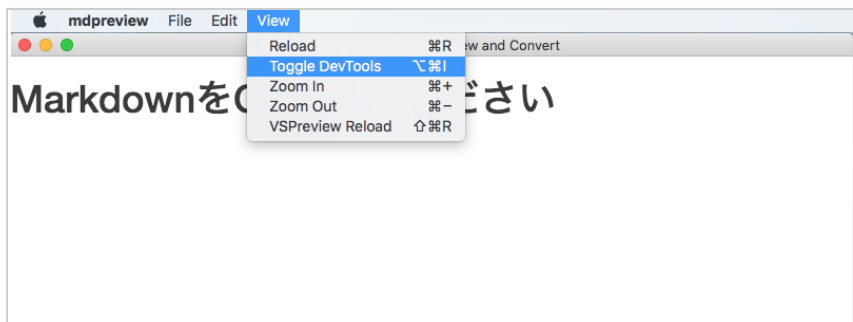 mdpreview File Edit View
ew and Convert
Reload ⌘R
Toggle DevTools ⌥⌘I
Zoom In ⌘+
Zoom Out ⌘−
VSPreview Reload ⇧⌘R
Markdownを ださい